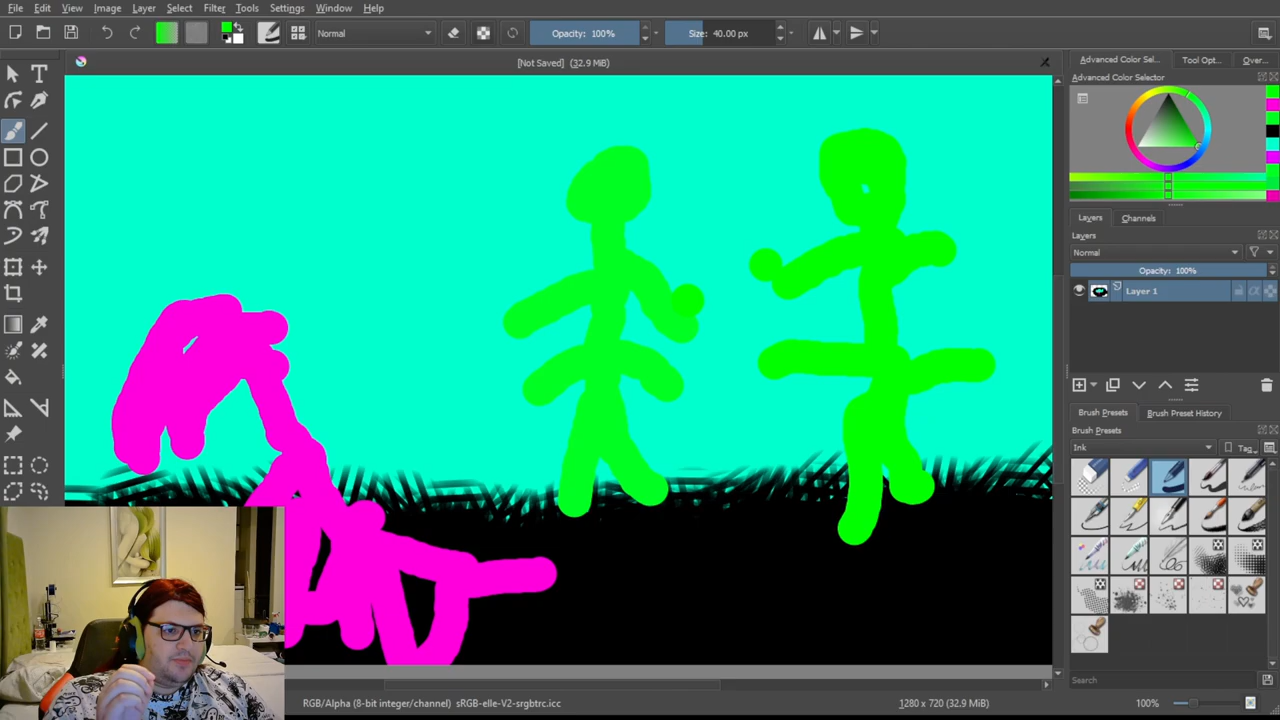 File Edit View Image Layer Select Filter Tools Settings Window Help
Normal Opacity: 100% Size: 40.00 px
[Not Saved] (32.9 MiB)
Advanced Color Sel... Tool Opt... Over...
Advanced Color Selector
Layers Channels
Layers
Normal
Opacity: 100%
Layer 1
Brush Presets Brush Preset History
Brush Presets
Ink Tag
Search
RGB/Alpha (8-bit integer/channel) sRGB-elle-V2-srgbtrc.icc 1280 x 720 (32.9 MiB) 100%